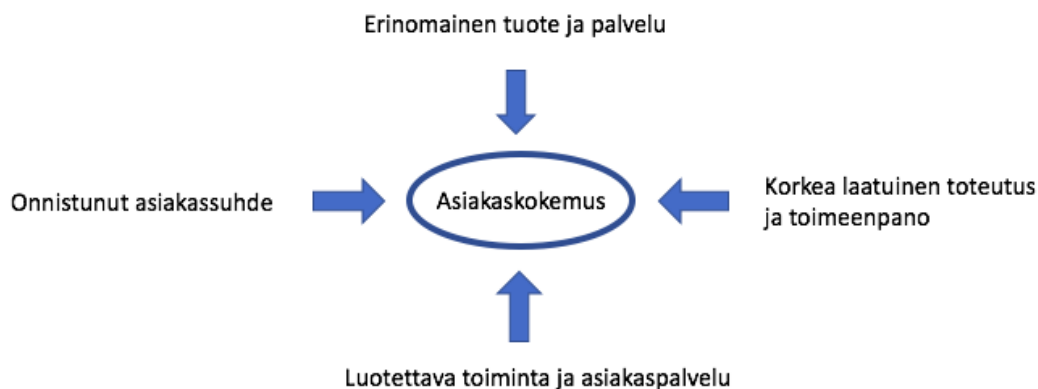 Erinomainen tuote ja palvelu
Onnistunut asiakassuhde
Asiakaskokemus
Korkea laatuinen toteutus
ja toimeenpano
Luotettava toiminta ja asiakaspalvelu